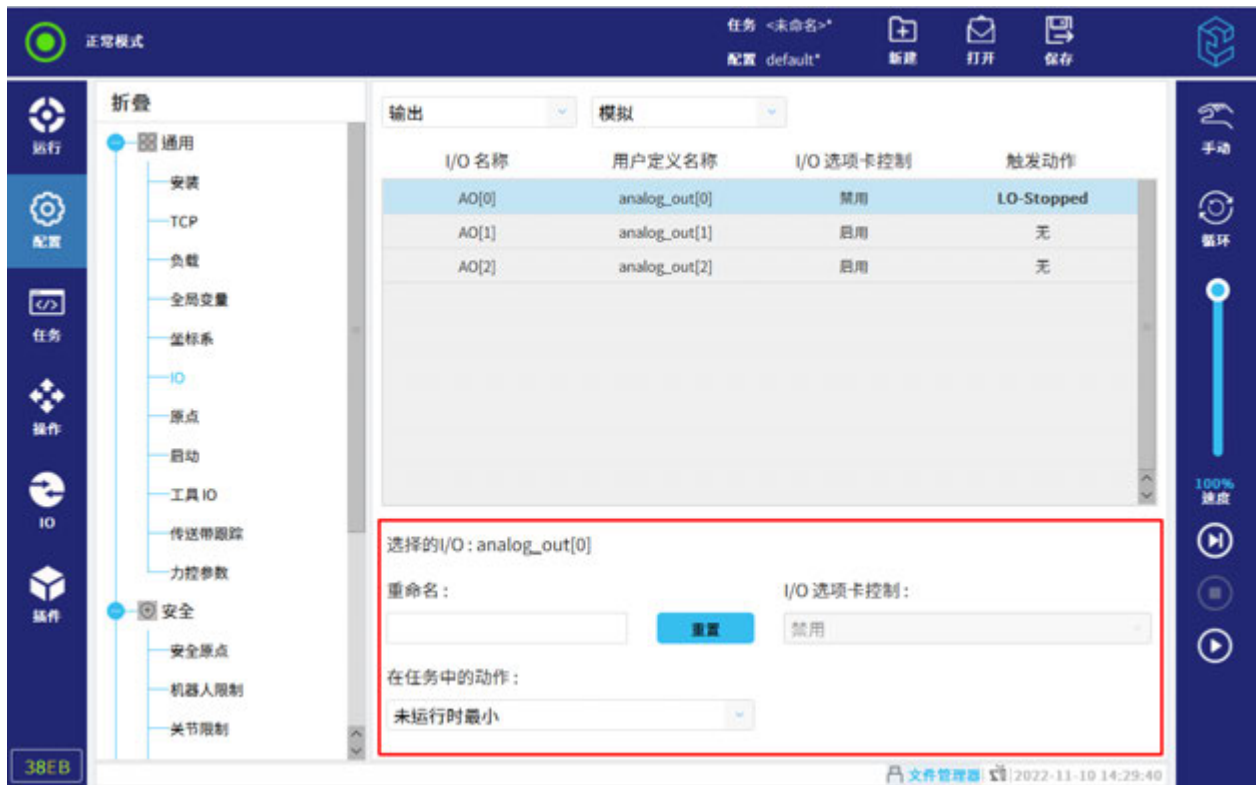 正常模式
任务 <未命名>*
配置 default*
新建
打开
保存
运行
配置
任务
操作
IO
插件
38EB
折叠
通用
安装
TCP
负载
全局变量
坐标系
IO
原点
启动
工具 IO
传送带跟踪
力控参数
安全
安全原点
机器人限制
关节限制
输出 模拟
I/O 名称 用户定义名称 I/O 选项卡控制 触发动作
AO[0] analog_out[0] 禁用 LO-Stopped
AO[1] analog_out[1] 启用 无
AO[2] analog_out[2] 启用 无
选择的I/O : analog_out[0]
重命名 : I/O 选项卡控制 :
重置 禁用
在任务中的动作 :
未运行时最小
手动
循环
100%
速度
文件管理器 2022-11-10 14:29:40